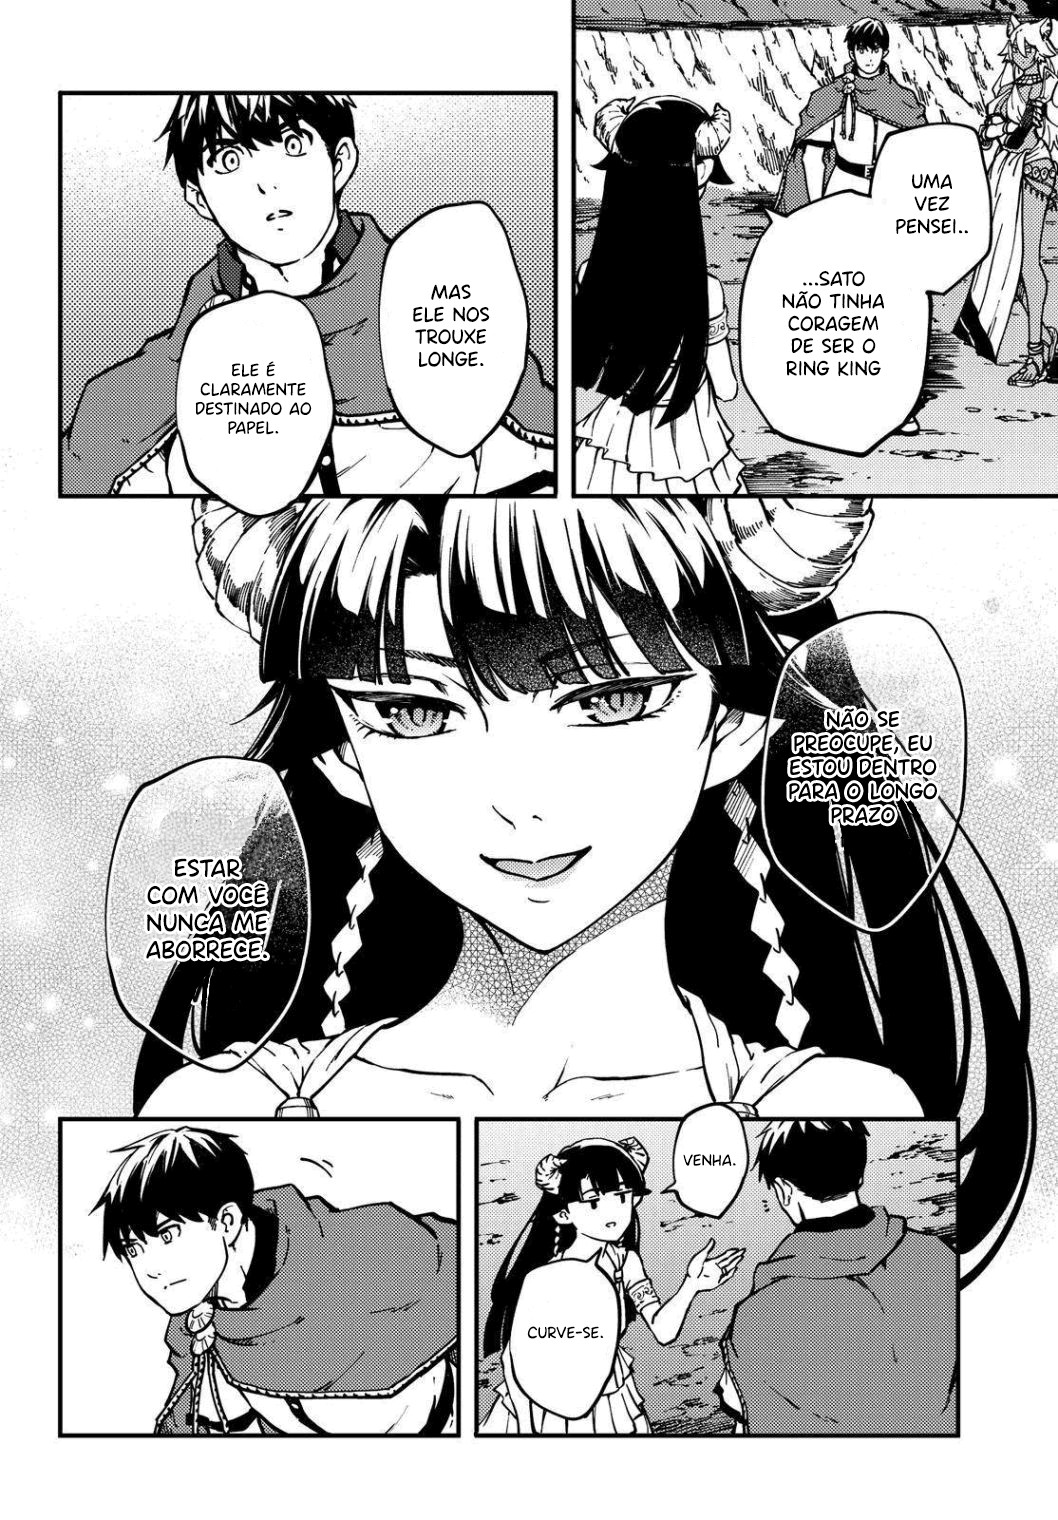 UMA
VEZ
PENSEI..
...SATO
NÃO TINHA
CORAGEM
DE SER O
RING KING
MAS
ELE NOS
TROUXE
LONGE.
ELE É
CLARAMENTE
DESTINADO AO
PAPEL.
NÃO SE
PREOCUPE, EU
ESTOU DENTRO
PARA O LONGO
PRAZO
ESTAR
COM VOCÊ
NUNCA ME
ABORRECE.
VENHA.
CURVE-SE.